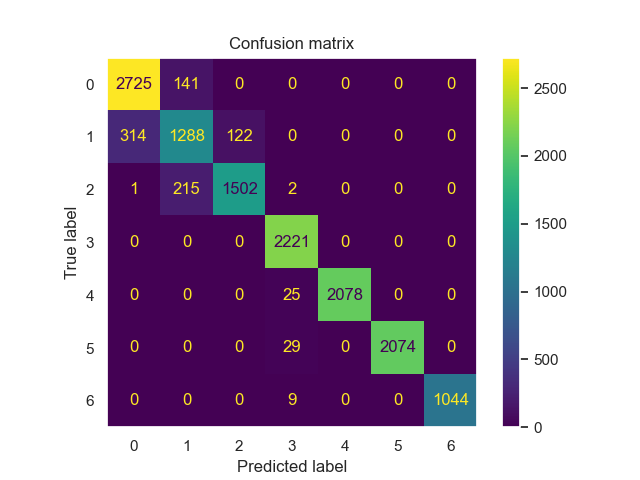 Confusion matrix
0 2725 141 0 0 0 0 0
1 314 1288 122 0 0 0 0
2 1 215 1502 2 0 0 0
3 0 0 0 2221 0 0 0
4 0 0 0 25 2078 0 0
5 0 0 0 29 0 2074 0
6 0 0 0 9 0 0 1044
0 1 2 3 4 5 6
Predicted label
True label
2500
2000
1500
1000
500
0